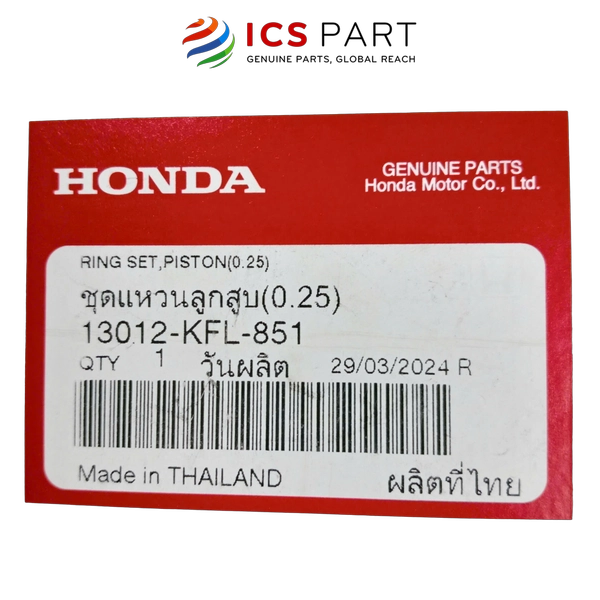 ICS PART
GENUINE PARTS, GLOBAL REACH
HONDA
GENUINE PARTS
Honda Motor Co., Ltd.
RING SET,PISTON(0.25)
ชุดแหวนลูกสูบ(0.25)
13012-KFL-851
QTY 1 วันผลิต 29/03/2024 R
Made in THAILAND ผลิตที่ไทย